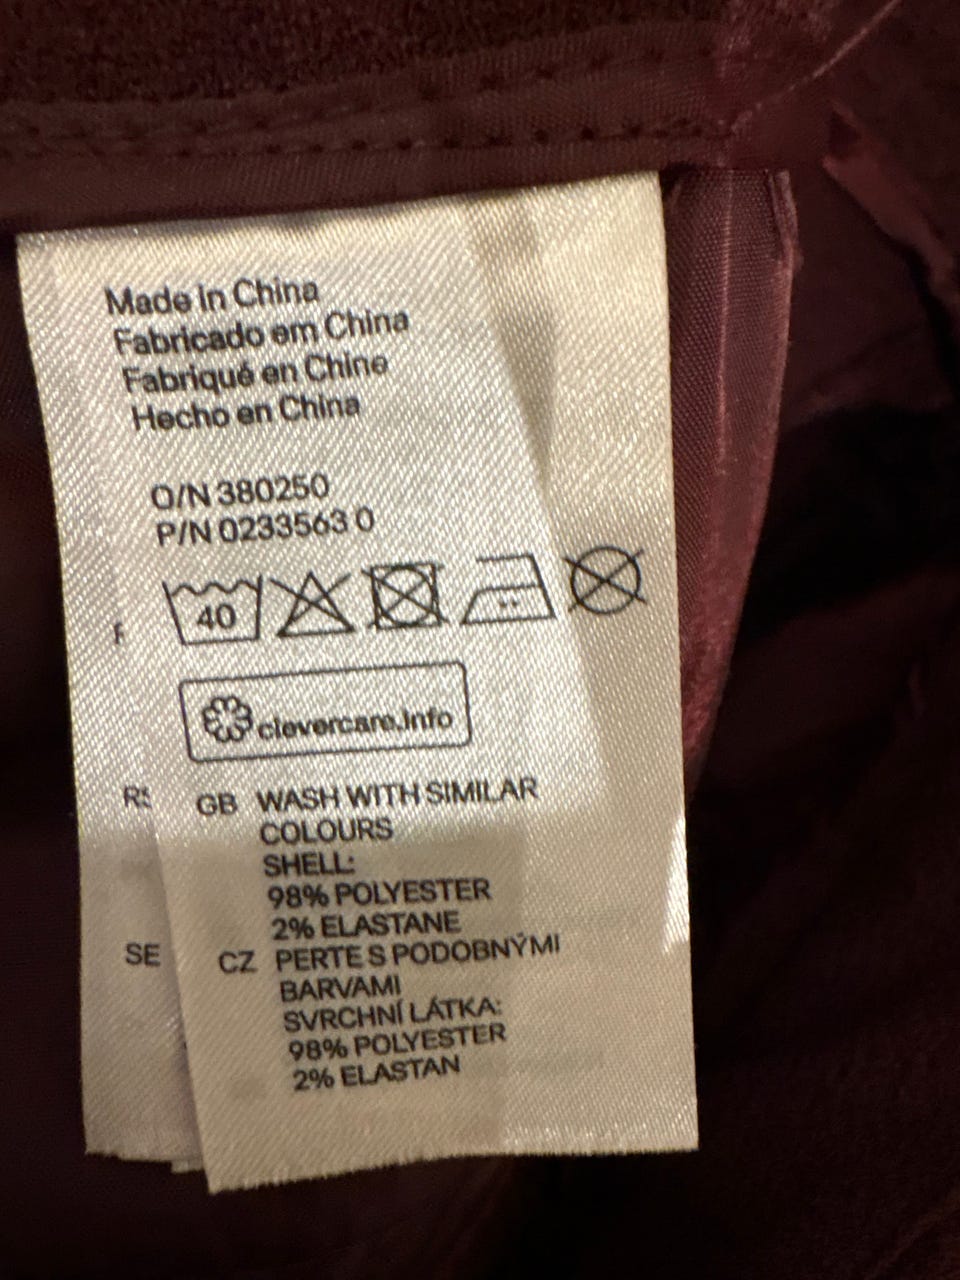 Made in China
Fabricado em China
Fabriqué en Chine
Hecho en China
O/N 380250
P/N 0233563 0
40
clevercare.info
GB WASH WITH SIMILAR
COLOURS
SHELL:
98% POLYESTER
2% ELASTANE
CZ PERTE S PODOBNÝMI
BARVAMI
SVRCHNÍ LÁTKA:
98% POLYESTER
2% ELASTAN
SE